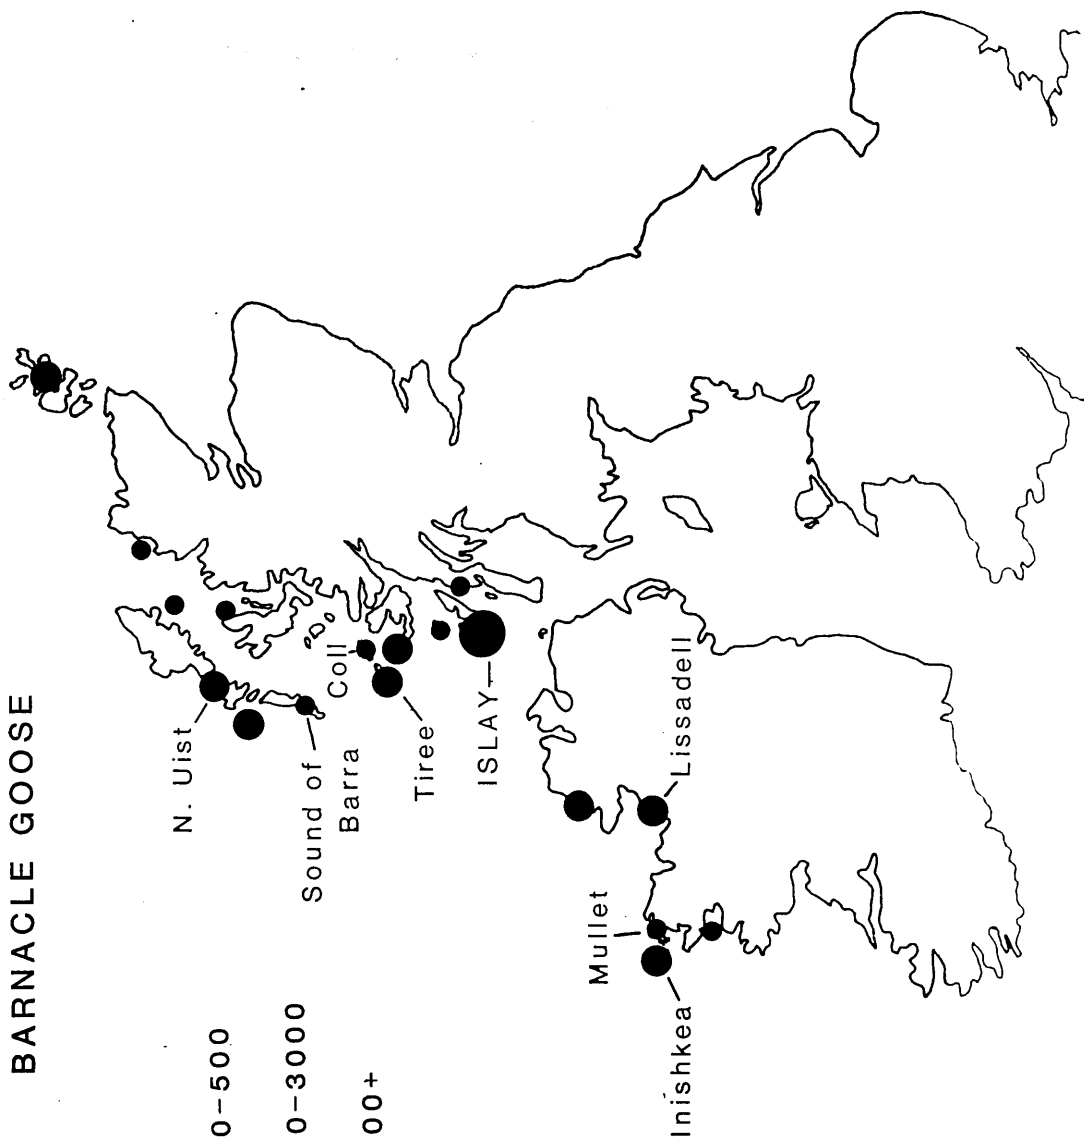 BARNACLE GOOSE
0-500
0-3000
00+
N. Uist
Sound of
Barra
Coll
Tiree
ISLAY
Mullet
Inishkea
Lissadell